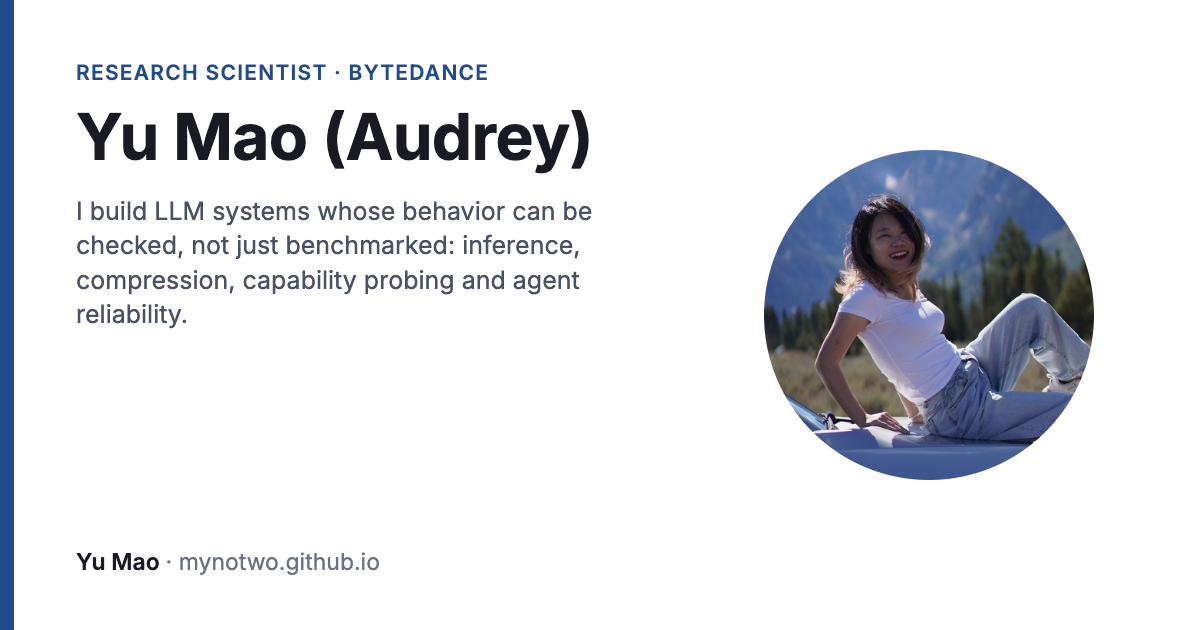 RESEARCH SCIENTIST · BYTEDANCE
Yu Mao (Audrey)
I build LLM systems whose behavior can be
checked, not just benchmarked: inference,
compression, capability probing and agent
reliability.
Yu Mao · mynotwo.github.io